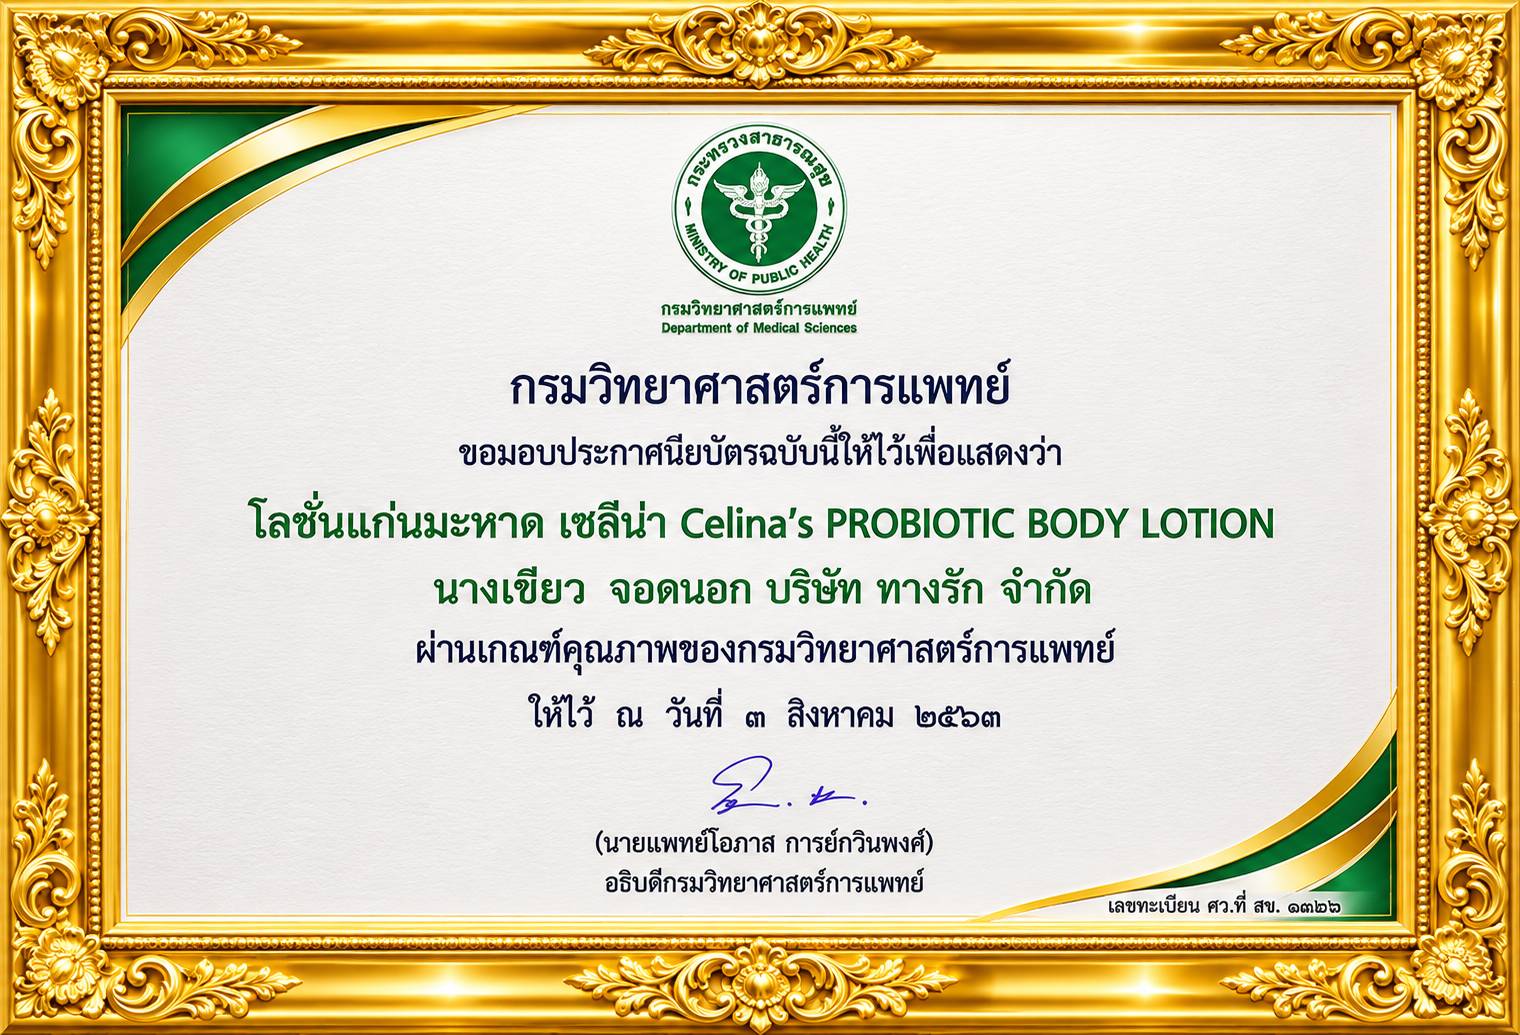 กระทรวงสาธารณสุข
MINISTRY OF PUBLIC HEALTH
กรมวิทยาศาสตร์การแพทย์
Department of Medical Sciences
กรมวิทยาศาสตร์การแพทย์
ขอมอบประกาศนียบัตรฉบับนี้ให้ไว้เพื่อแสดงว่า
โลชั่นแก่นมะหาด เซลีน่า Celina's PROBIOTIC BODY LOTION
นางเขียว จอดนอก บริษัท ทางรัก จำกัด
ผ่านเกณฑ์คุณภาพของกรมวิทยาศาสตร์การแพทย์
ให้ไว้ ณ วันที่ ๓ สิงหาคม ๒๕๖๓
(นายแพทย์โอภาส การย์กวินพงศ์)
อธิบดีกรมวิทยาศาสตร์การแพทย์
เลขทะเบียน ศว.ที่ สข. ๑๓๒๖